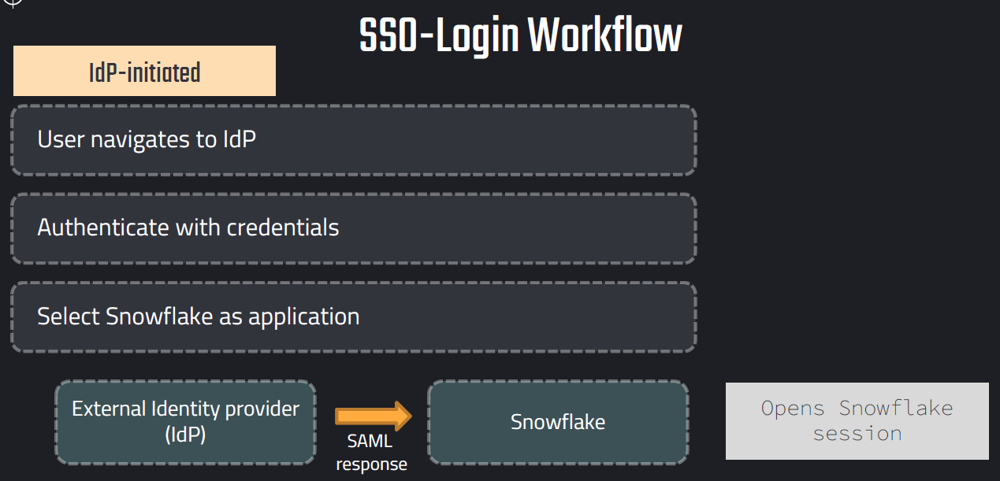 SSO-Login Workflow
IdP-initiated
User navigates to IdP
Authenticate with credentials
Select Snowflake as application
External Identity provider
(IdP)
SAML
response
Snowflake
Opens Snowflake
session